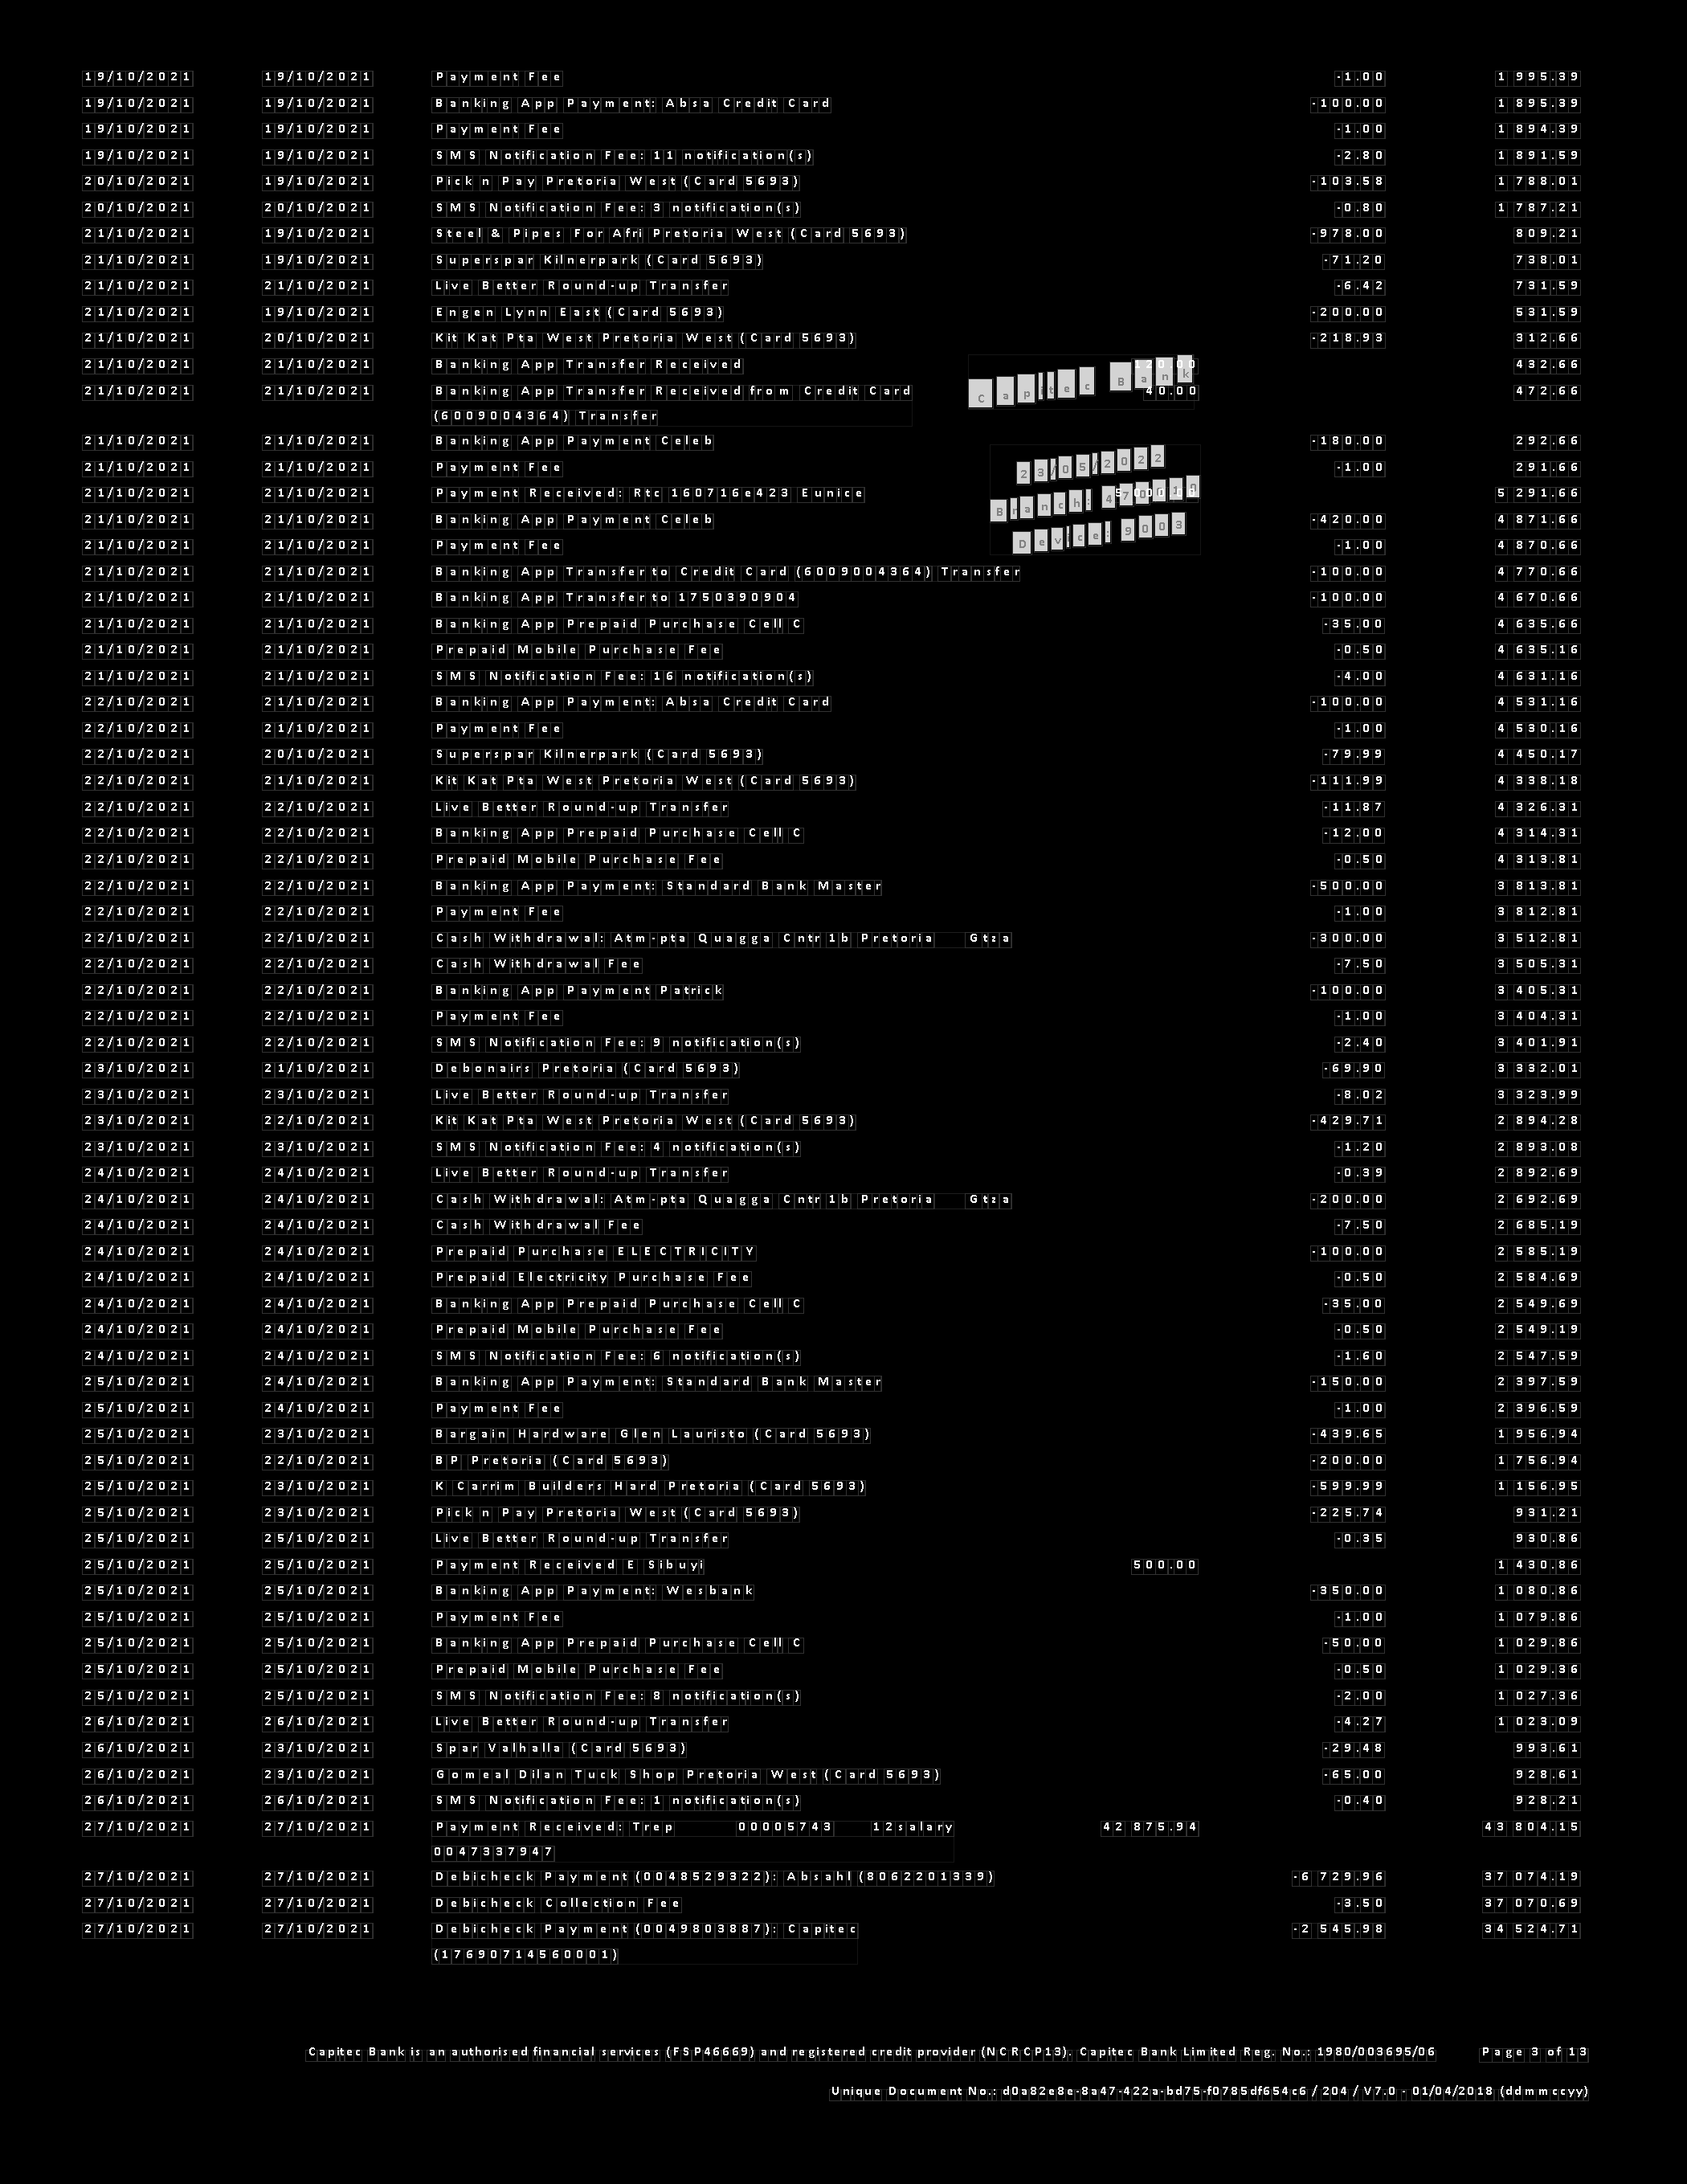 19/10/2021 19/10/2021 Payment Fee -1.00 1 995.39
19/10/2021 19/10/2021 Banking App Payment: Absa Credit Card -100.00 1 895.39
19/10/2021 19/10/2021 Payment Fee -1.00 1 894.39
19/10/2021 19/10/2021 SMS Notification Fee: 11 notification(s) -2.80 1 891.59
20/10/2021 19/10/2021 Pick n Pay Pretoria West (Card 5693) -103.58 1 788.01
20/10/2021 20/10/2021 SMS Notification Fee: 3 notification(s) -0.80 1 787.21
21/10/2021 19/10/2021 Steel & Pipes For Afri Pretoria West (Card 5693) -978.00 809.21
21/10/2021 19/10/2021 Superspar Kilnerpark (Card 5693) -71.20 738.01
21/10/2021 21/10/2021 Live Better Round-up Transfer -6.42 731.59
21/10/2021 19/10/2021 Engen Lynn East (Card 5693) -200.00 531.59
21/10/2021 20/10/2021 Kit Kat Pta West Pretoria West (Card 5693) -218.93 312.66
21/10/2021 21/10/2021 Banking App Transfer Received 120.00 432.66
Capitec Bank
21/10/2021 21/10/2021 Banking App Transfer Received from Credit Card 40.00 472.66
(6009004364) Transfer
21/10/2021 21/10/2021 Banking App Payment Celeb -180.00 292.66
23/05/2022
21/10/2021 21/10/2021 Payment Fee -1.00 291.66
21/10/2021 21/10/2021 Payment Received: Rtc 160716e423 Eunice 5 000.00 5 291.66
Branch: 470010
21/10/2021 21/10/2021 Banking App Payment Celeb -420.00 4 871.66
Device: 9003
21/10/2021 21/10/2021 Payment Fee -1.00 4 870.66
21/10/2021 21/10/2021 Banking App Transfer to Credit Card (6009004364) Transfer -100.00 4 770.66
21/10/2021 21/10/2021 Banking App Transfer to 1750390904 -100.00 4 670.66
21/10/2021 21/10/2021 Banking App Prepaid Purchase Cell C -35.00 4 635.66
21/10/2021 21/10/2021 Prepaid Mobile Purchase Fee -0.50 4 635.16
21/10/2021 21/10/2021 SMS Notification Fee: 16 notification(s) -4.00 4 631.16
22/10/2021 21/10/2021 Banking App Payment: Absa Credit Card -100.00 4 531.16
22/10/2021 21/10/2021 Payment Fee -1.00 4 530.16
22/10/2021 20/10/2021 Superspar Kilnerpark (Card 5693) -79.99 4 450.17
22/10/2021 21/10/2021 Kit Kat Pta West Pretoria West (Card 5693) -111.99 4 338.18
22/10/2021 22/10/2021 Live Better Round-up Transfer -11.87 4 326.31
22/10/2021 22/10/2021 Banking App Prepaid Purchase Cell C -12.00 4 314.31
22/10/2021 22/10/2021 Prepaid Mobile Purchase Fee -0.50 4 313.81
22/10/2021 22/10/2021 Banking App Payment: Standard Bank Master -500.00 3 813.81
22/10/2021 22/10/2021 Payment Fee -1.00 3 812.81
22/10/2021 22/10/2021 Cash Withdrawal: Atm-pta Quagga Cntr 1b Pretoria Gtza -300.00 3 512.81
22/10/2021 22/10/2021 Cash Withdrawal Fee -7.50 3 505.31
22/10/2021 22/10/2021 Banking App Payment Patrick -100.00 3 405.31
22/10/2021 22/10/2021 Payment Fee -1.00 3 404.31
22/10/2021 22/10/2021 SMS Notification Fee: 9 notification(s) -2.40 3 401.91
23/10/2021 21/10/2021 Debonairs Pretoria (Card 5693) -69.90 3 332.01
23/10/2021 23/10/2021 Live Better Round-up Transfer -8.02 3 323.99
23/10/2021 22/10/2021 Kit Kat Pta West Pretoria West (Card 5693) -429.71 2 894.28
23/10/2021 23/10/2021 SMS Notification Fee: 4 notification(s) -1.20 2 893.08
24/10/2021 24/10/2021 Live Better Round-up Transfer -0.39 2 892.69
24/10/2021 24/10/2021 Cash Withdrawal: Atm-pta Quagga Cntr 1b Pretoria Gtza -200.00 2 692.69
24/10/2021 24/10/2021 Cash Withdrawal Fee -7.50 2 685.19
24/10/2021 24/10/2021 Prepaid Purchase ELECTRICITY -100.00 2 585.19
24/10/2021 24/10/2021 Prepaid Electricity Purchase Fee -0.50 2 584.69
24/10/2021 24/10/2021 Banking App Prepaid Purchase Cell C -35.00 2 549.69
24/10/2021 24/10/2021 Prepaid Mobile Purchase Fee -0.50 2 549.19
24/10/2021 24/10/2021 SMS Notification Fee: 6 notification(s) -1.60 2 547.59
25/10/2021 24/10/2021 Banking App Payment: Standard Bank Master -150.00 2 397.59
25/10/2021 24/10/2021 Payment Fee -1.00 2 396.59
25/10/2021 23/10/2021 Bargain Hardware Glen Lauristo (Card 5693) -439.65 1 956.94
25/10/2021 22/10/2021 BP Pretoria (Card 5693) -200.00 1 756.94
25/10/2021 23/10/2021 K Carrim Builders Hard Pretoria (Card 5693) -599.99 1 156.95
25/10/2021 23/10/2021 Pick n Pay Pretoria West (Card 5693) -225.74 931.21
25/10/2021 25/10/2021 Live Better Round-up Transfer -0.35 930.86
25/10/2021 25/10/2021 Payment Received E Sibuyi 500.00 1 430.86
25/10/2021 25/10/2021 Banking App Payment: Wesbank -350.00 1 080.86
25/10/2021 25/10/2021 Payment Fee -1.00 1 079.86
25/10/2021 25/10/2021 Banking App Prepaid Purchase Cell C -50.00 1 029.86
25/10/2021 25/10/2021 Prepaid Mobile Purchase Fee -0.50 1 029.36
25/10/2021 25/10/2021 SMS Notification Fee: 8 notification(s) -2.00 1 027.36
26/10/2021 26/10/2021 Live Better Round-up Transfer -4.27 1 023.09
26/10/2021 23/10/2021 Spar Valhalla (Card 5693) -29.48 993.61
26/10/2021 23/10/2021 Gomeal Dilan Tuck Shop Pretoria West (Card 5693) -65.00 928.61
26/10/2021 26/10/2021 SMS Notification Fee: 1 notification(s) -0.40 928.21
27/10/2021 27/10/2021 Payment Received: Trep 00005743 12salary 42 875.94 43 804.15
0047337947
27/10/2021 27/10/2021 Debicheck Payment (0048529322): Absahl (8062201339) -6 729.96 37 074.19
27/10/2021 27/10/2021 Debicheck Collection Fee -3.50 37 070.69
27/10/2021 27/10/2021 Debicheck Payment (0049803887): Capitec -2 545.98 34 524.71
(17690714560001)
Capitec Bank is an authorised financial services (FSP46669) and registered credit provider (NCRCP13). Capitec Bank Limited Reg. No.: 1980/003695/06 Page 3 of 13
Unique Document No.: d0a82e8e-8a47-422a-bd75-f0785df654c6 / 204 / V7.0 - 01/04/2018 (ddmmccyy)